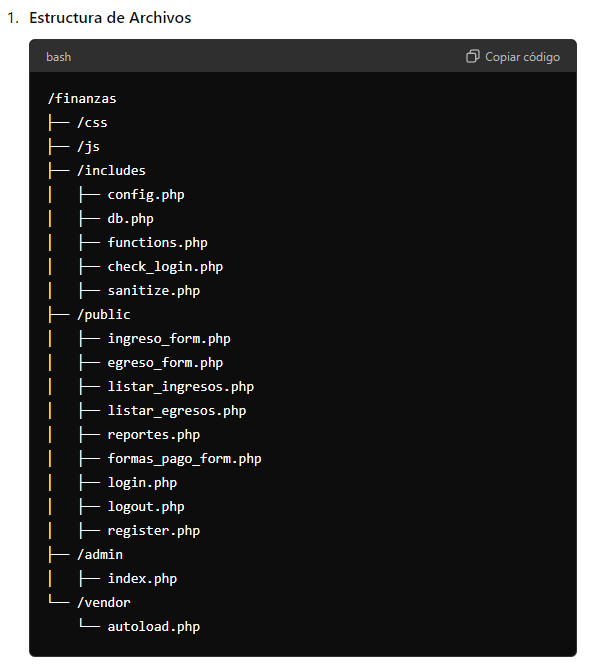 1. Estructura de Archivos
bash Copiar código
/finanzas
├── /css
├── /js
├── /includes
│   ├── config.php
│   ├── db.php
│   ├── functions.php
│   ├── check_login.php
│   ├── sanitize.php
├── /public
│   ├── ingreso_form.php
│   ├── egreso_form.php
│   ├── listar_ingresos.php
│   ├── listar_egresos.php
│   ├── reportes.php
│   ├── formas_pago_form.php
│   ├── login.php
│   ├── logout.php
│   ├── register.php
├── /admin
│   ├── index.php
└── /vendor
    └── autoload.php